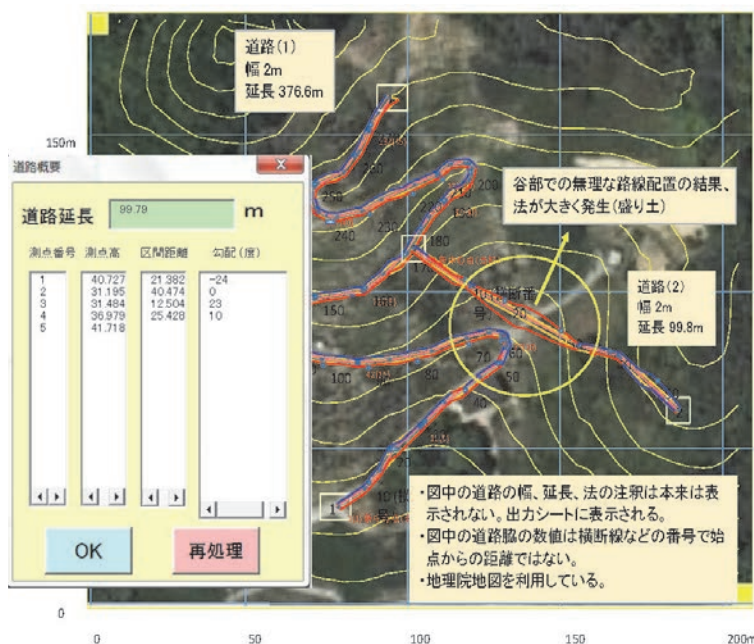 道路(1)
幅 2m
延長 376.6m
150m
道路概要
X
道路延長 99.79 m
測点番号 測点高 区間距離 勾配(度)
1 40.727 21.382 -24
2 31.195 40.474 0
3 31.484 12.504 23
4 36.979 25.428 10
5 41.718
OK 再処理
谷部での無理な路線配置の結果、
法が大きく発生(盛り土)
道路(2)
幅 2m
延長 99.8m
250
240
230
220
210
200
180
170
160
150
100
80
70
60
50
40
20
1
2
・図中の道路の幅、延長、法の注釈は本来は表
示されない。出力シートに表示される。
・図中の道路脇の数値は横断線などの番号で始
点からの距離ではない。
・地理院地図を利用している。
0
0 50 100 150 200m